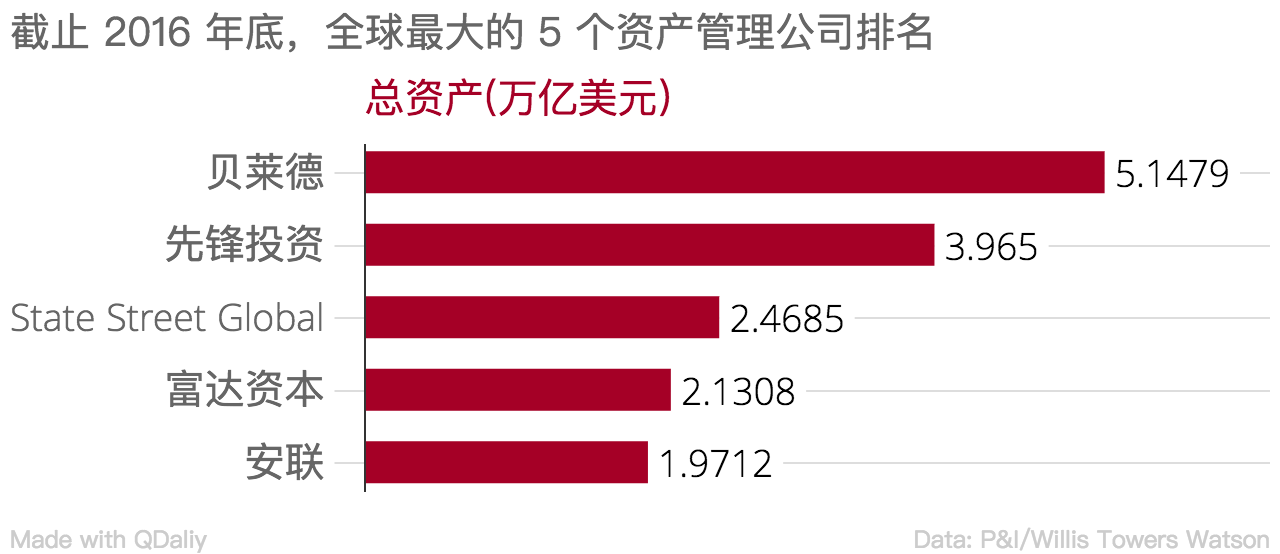 截止 2016 年底，全球最大的 5 个资产管理公司排名
总资产(万亿美元)
贝莱德 5.1479
先锋投资 3.965
State Street Global 2.4685
富达资本 2.1308
安联 1.9712
Made with QDaliy Data: P&I/Willis Towers Watson